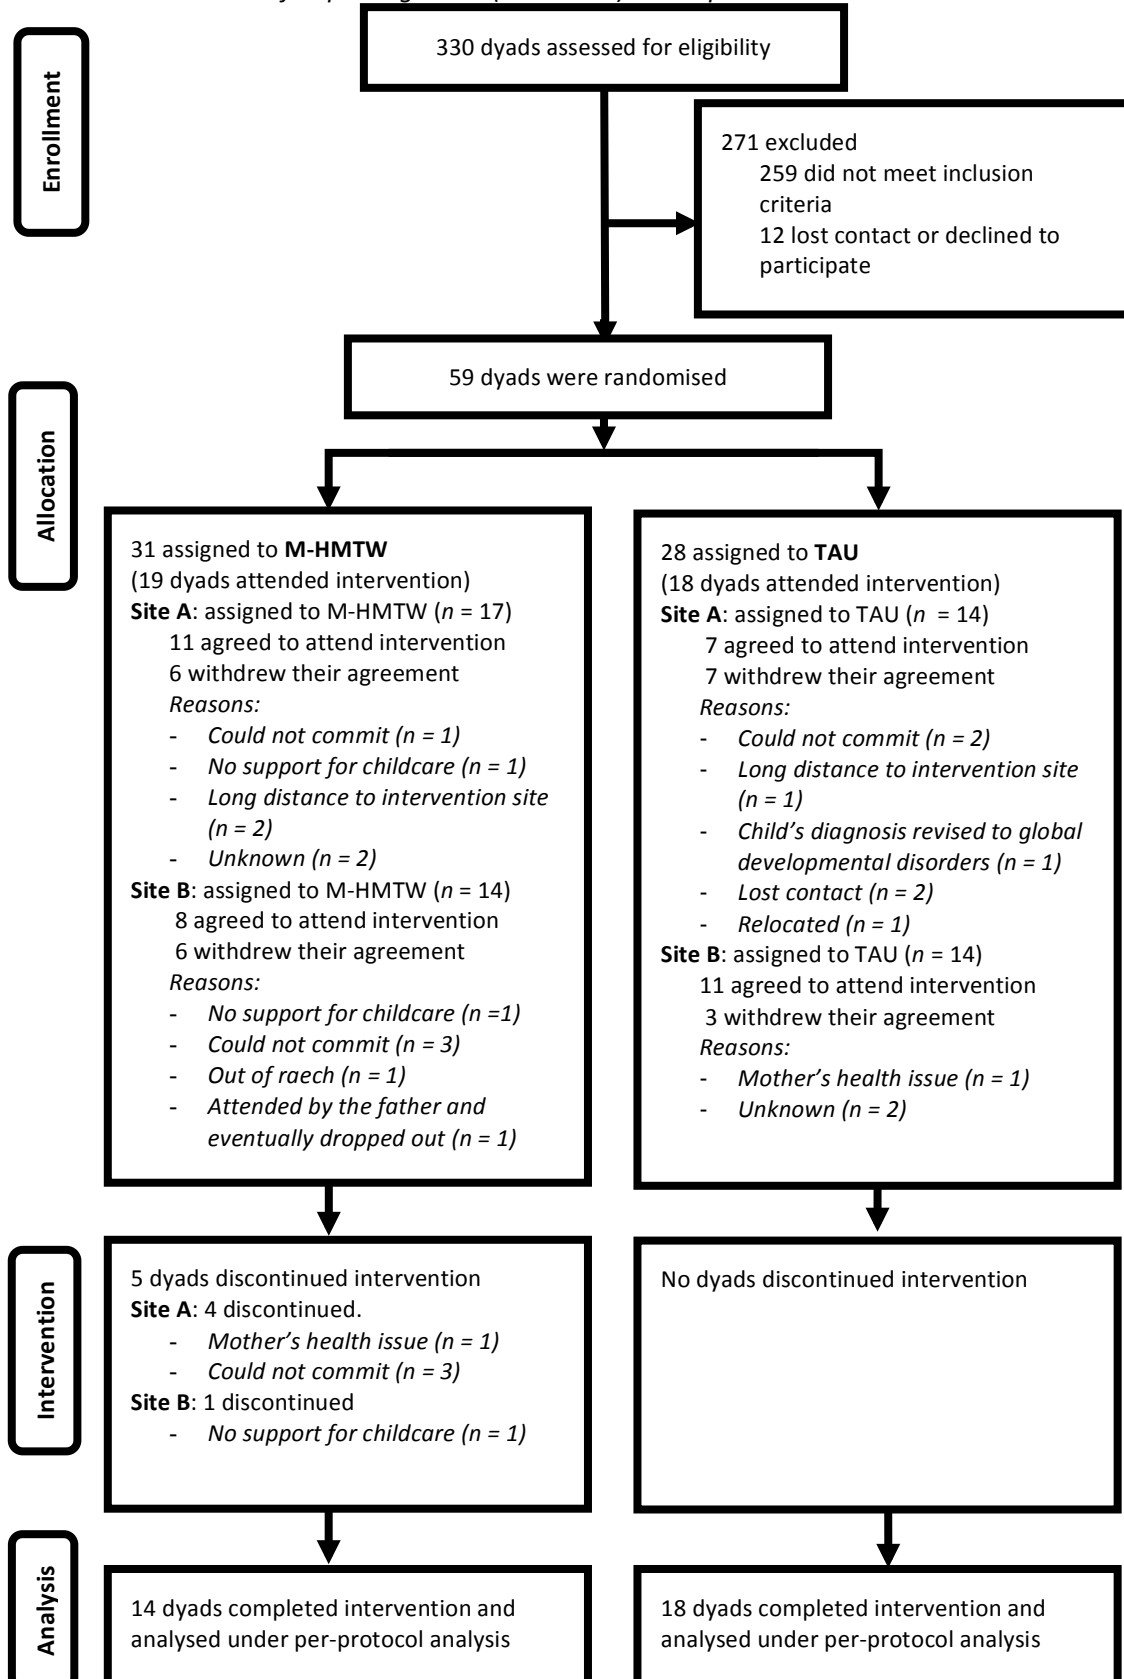 330 dyads assessed for eligibility
Enrollment
271 excluded
259 did not meet inclusion
criteria
12 lost contact or declined to
participate
59 dyads were randomised
Allocation
31 assigned to M-HMTW
(19 dyads attended intervention)
Site A: assigned to M-HMTW (n = 17)
11 agreed to attend intervention
6 withdrew their agreement
Reasons:
- Could not commit (n = 1)
- No support for childcare (n = 1)
- Long distance to intervention site
(n = 2)
- Unknown (n = 2)
Site B: assigned to M-HMTW (n = 14)
8 agreed to attend intervention
6 withdrew their agreement
Reasons:
- No support for childcare (n =1)
- Could not commit (n = 3)
- Out of raech (n = 1)
- Attended by the father and
eventually dropped out (n = 1)
28 assigned to TAU
(18 dyads attended intervention)
Site A: assigned to TAU (n = 14)
7 agreed to attend intervention
7 withdrew their agreement
Reasons:
- Could not commit (n = 2)
- Long distance to intervention site
(n = 1)
- Child's diagnosis revised to global
developmental disorders (n = 1)
- Lost contact (n = 2)
- Relocated (n = 1)
Site B: assigned to TAU (n = 14)
11 agreed to attend intervention
3 withdrew their agreement
Reasons:
- Mother's health issue (n = 1)
- Unknown (n = 2)
Intervention
5 dyads discontinued intervention
Site A: 4 discontinued.
- Mother's health issue (n = 1)
- Could not commit (n = 3)
Site B: 1 discontinued
- No support for childcare (n = 1)
No dyads discontinued intervention
Analysis
14 dyads completed intervention and
analysed under per-protocol analysis
18 dyads completed intervention and
analysed under per-protocol analysis